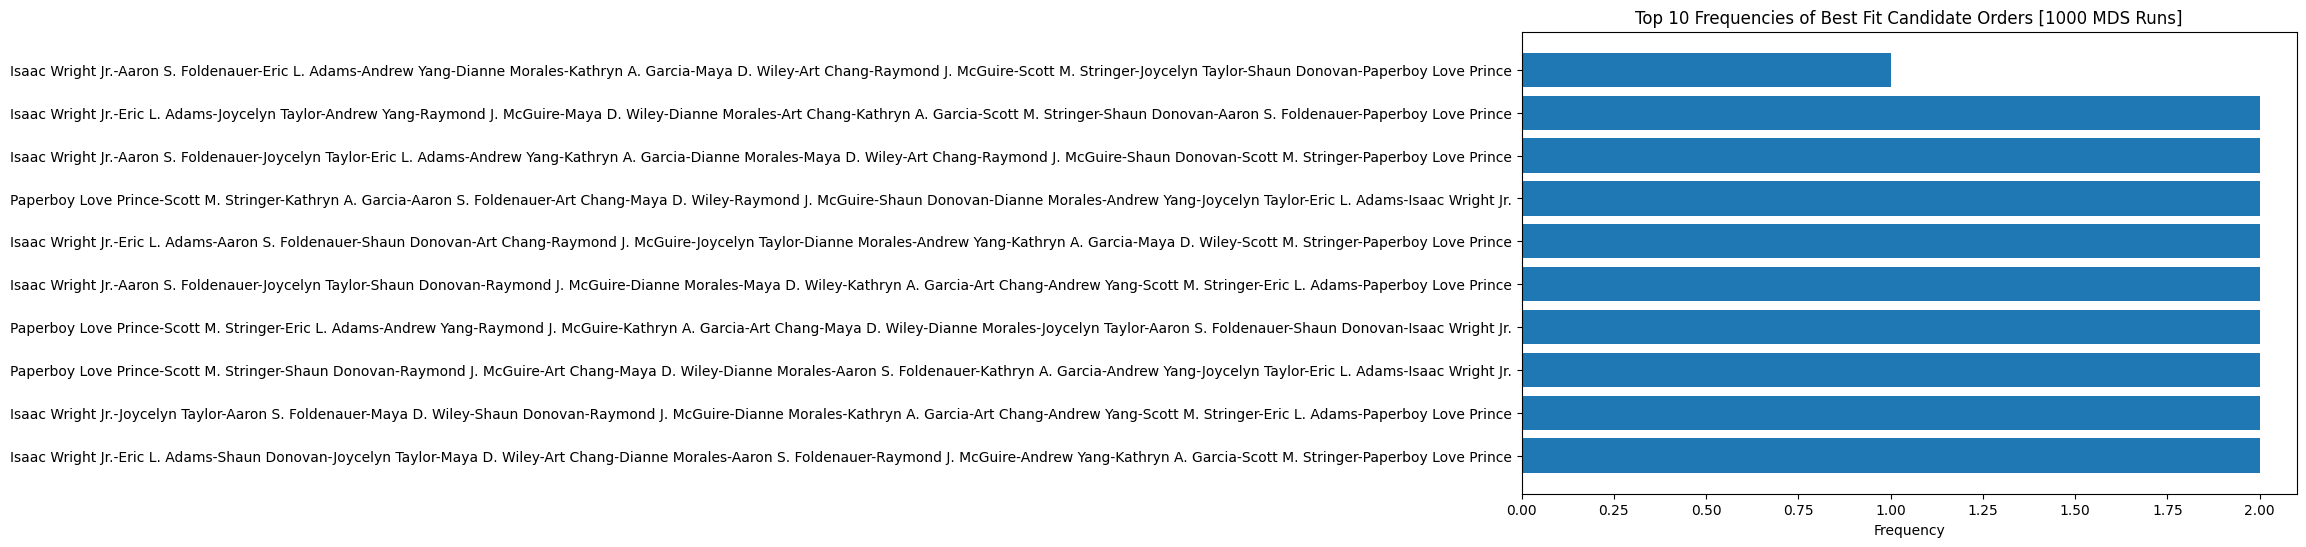 Top 10 Frequencies of Best Fit Candidate Orders [1000 MDS Runs]
Isaac Wright Jr.-Aaron S. Foldenauer-Eric L. Adams-Andrew Yang-Dianne Morales-Kathryn A. Garcia-Maya D. Wiley-Art Chang-Raymond J. McGuire-Scott M. Stringer-Joycelyn Taylor-Shaun Donovan-Paperboy Love Prince
Isaac Wright Jr.-Eric L. Adams-Joycelyn Taylor-Andrew Yang-Raymond J. McGuire-Maya D. Wiley-Dianne Morales-Art Chang-Kathryn A. Garcia-Scott M. Stringer-Shaun Donovan-Aaron S. Foldenauer-Paperboy Love Prince
Isaac Wright Jr.-Aaron S. Foldenauer-Joycelyn Taylor-Eric L. Adams-Andrew Yang-Kathryn A. Garcia-Dianne Morales-Maya D. Wiley-Art Chang-Raymond J. McGuire-Shaun Donovan-Scott M. Stringer-Paperboy Love Prince
Paperboy Love Prince-Scott M. Stringer-Kathryn A. Garcia-Aaron S. Foldenauer-Art Chang-Maya D. Wiley-Raymond J. McGuire-Shaun Donovan-Dianne Morales-Andrew Yang-Joycelyn Taylor-Eric L. Adams-Isaac Wright Jr.
Isaac Wright Jr.-Eric L. Adams-Aaron S. Foldenauer-Shaun Donovan-Art Chang-Raymond J. McGuire-Joycelyn Taylor-Dianne Morales-Andrew Yang-Kathryn A. Garcia-Maya D. Wiley-Scott M. Stringer-Paperboy Love Prince
Isaac Wright Jr.-Aaron S. Foldenauer-Joycelyn Taylor-Shaun Donovan-Raymond J. McGuire-Dianne Morales-Maya D. Wiley-Kathryn A. Garcia-Art Chang-Andrew Yang-Scott M. Stringer-Eric L. Adams-Paperboy Love Prince
Paperboy Love Prince-Scott M. Stringer-Eric L. Adams-Andrew Yang-Raymond J. McGuire-Kathryn A. Garcia-Art Chang-Maya D. Wiley-Dianne Morales-Joycelyn Taylor-Aaron S. Foldenauer-Shaun Donovan-Isaac Wright Jr.
Paperboy Love Prince-Scott M. Stringer-Shaun Donovan-Raymond J. McGuire-Art Chang-Maya D. Wiley-Dianne Morales-Aaron S. Foldenauer-Kathryn A. Garcia-Andrew Yang-Joycelyn Taylor-Eric L. Adams-Isaac Wright Jr.
Isaac Wright Jr.-Joycelyn Taylor-Aaron S. Foldenauer-Maya D. Wiley-Shaun Donovan-Raymond J. McGuire-Dianne Morales-Kathryn A. Garcia-Art Chang-Andrew Yang-Scott M. Stringer-Eric L. Adams-Paperboy Love Prince
Isaac Wright Jr.-Eric L. Adams-Shaun Donovan-Joycelyn Taylor-Maya D. Wiley-Art Chang-Dianne Morales-Aaron S. Foldenauer-Raymond J. McGuire-Andrew Yang-Kathryn A. Garcia-Scott M. Stringer-Paperboy Love Prince
0.00 0.25 0.50 0.75 1.00 1.25 1.50 1.75 2.00
Frequency